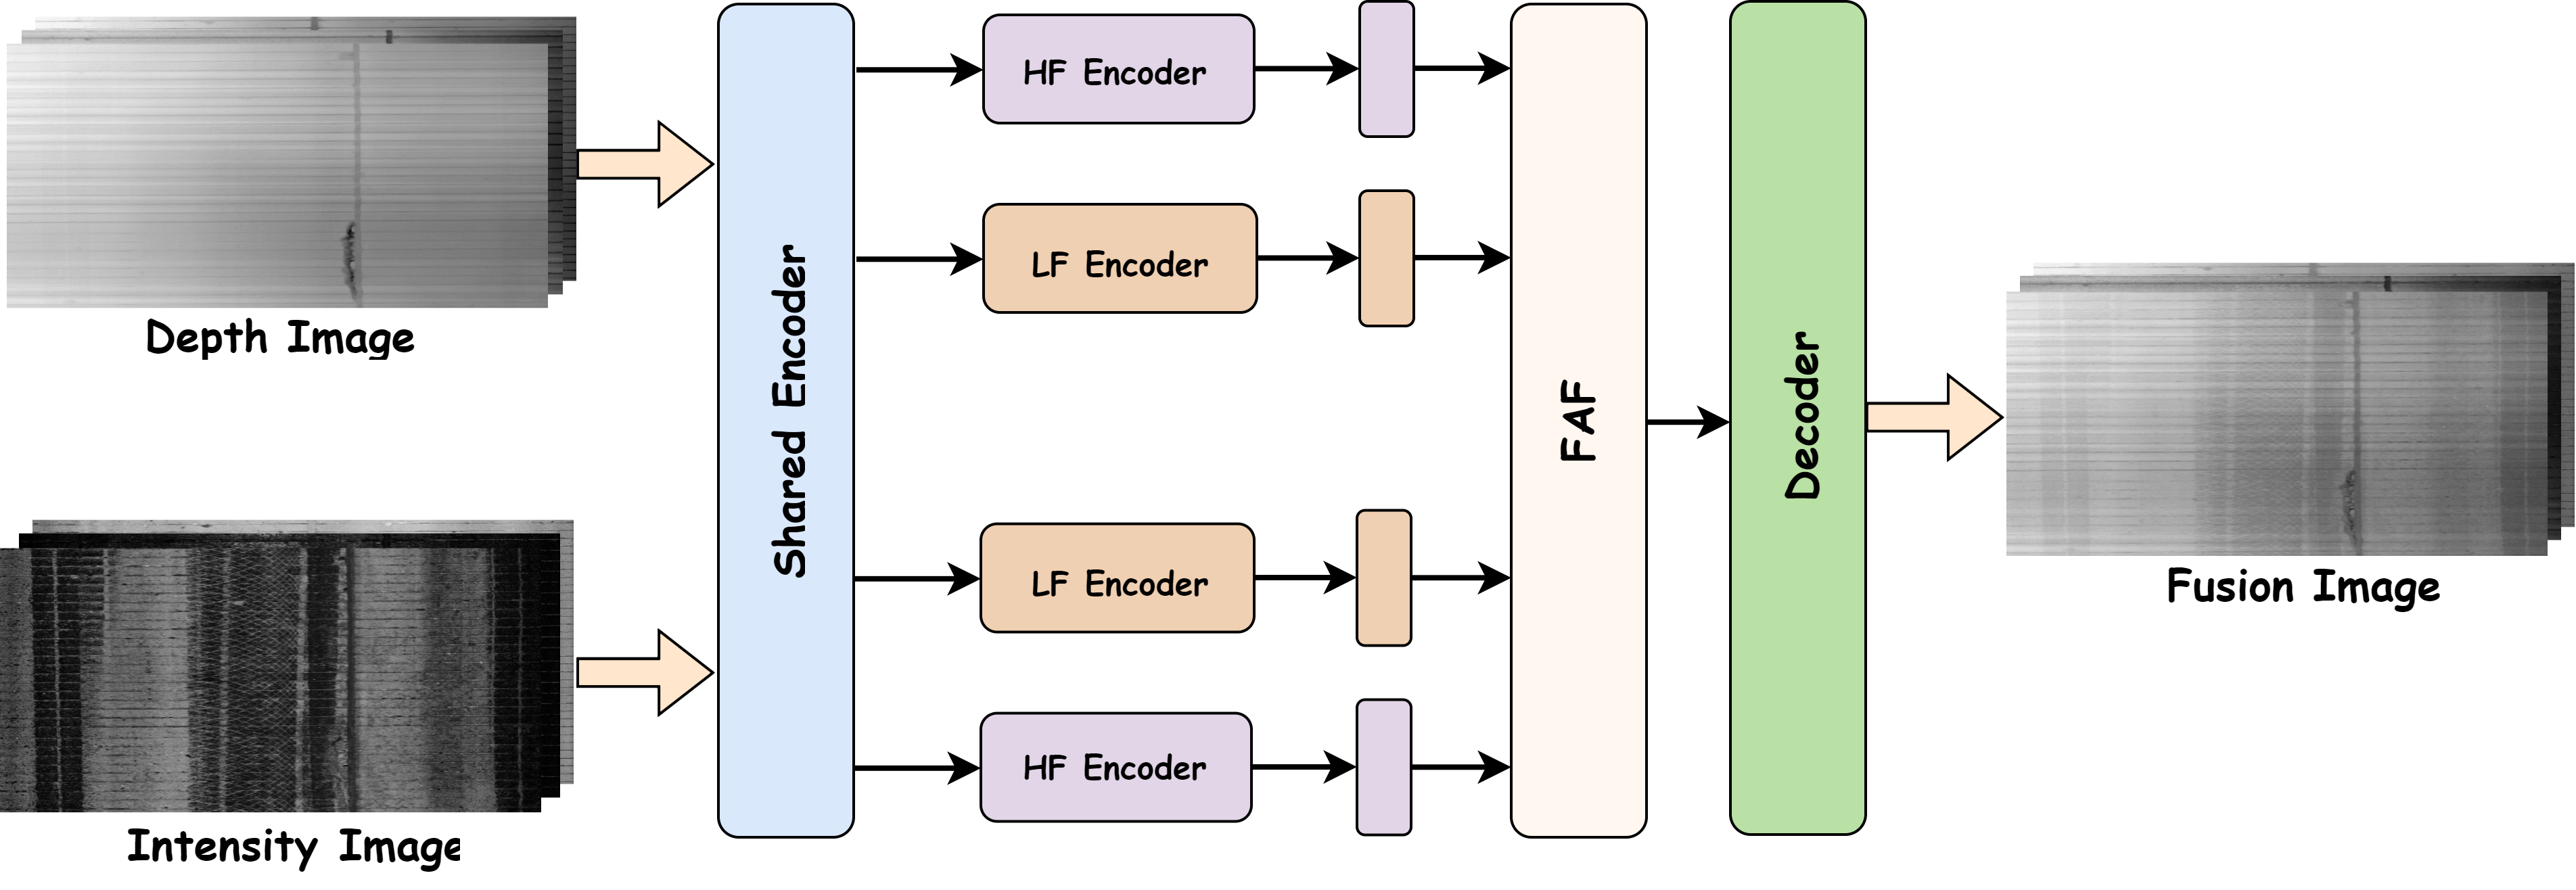 Depth Image
Intensity Image
Shared Encoder
HF Encoder
LF Encoder
LF Encoder
HF Encoder
FAF
Decoder
Fusion Image